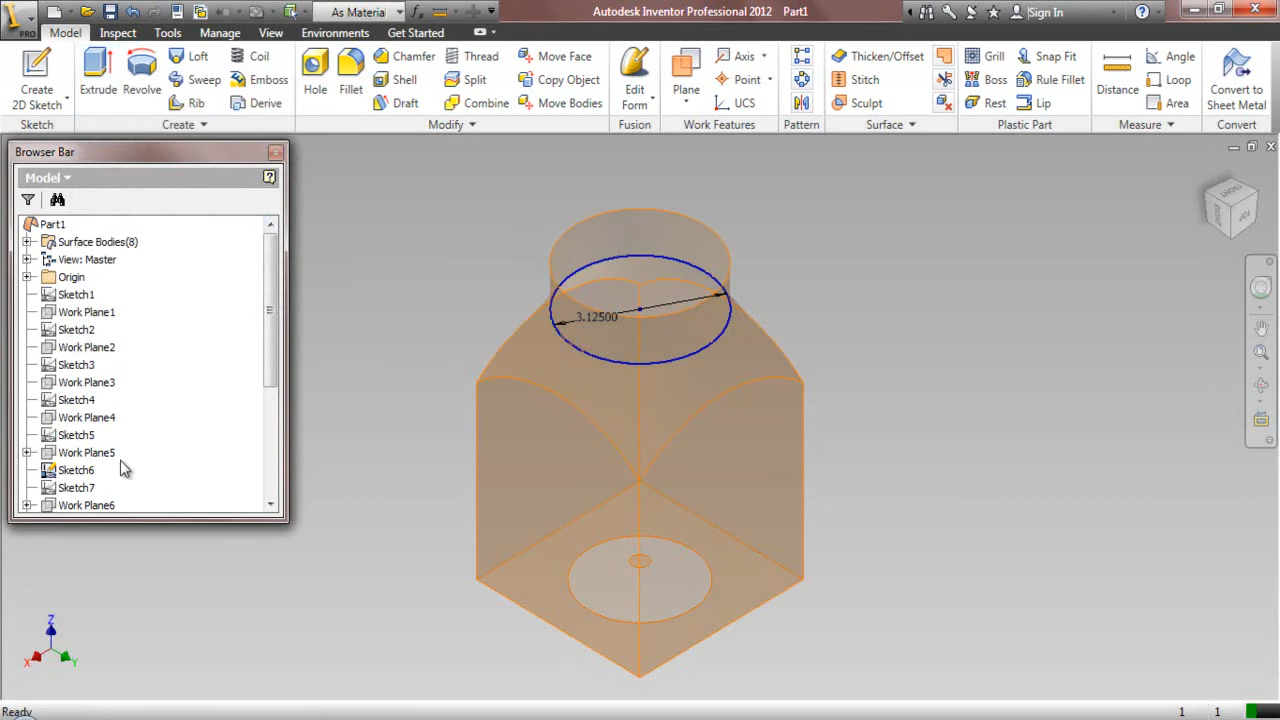 Autodesk Inventor Professional 2012 Part1
As Material
Sign In
PRO
Model Inspect Tools Manage View Environments Get Started
Create
2D Sketch
Sketch
Extrude
Revolve
Loft
Sweep
Rib
Coil
Emboss
Derive
Create
Hole
Fillet
Chamfer
Shell
Draft
Thread
Split
Combine
Move Face
Copy Object
Move Bodies
Modify
Edit
Form
Fusion
Plane
Axis
Point
UCS
Work Features
Pattern
Thicken/Offset
Stitch
Sculpt
Surface
Grill
Boss
Rest
Snap Fit
Rule Fillet
Lip
Plastic Part
Distance
Angle
Loop
Area
Measure
Convert to
Sheet Metal
Convert
Browser Bar
Model
Part1
Surface Bodies(8)
View: Master
Origin
Sketch1
Work Plane1
Sketch2
Work Plane2
Sketch3
Work Plane3
Sketch4
Work Plane4
Sketch5
Work Plane5
Sketch6
Sketch7
Work Plane6
3.12500
FRONT
RIGHT
TOP
Z
X
Y
Ready
1 1